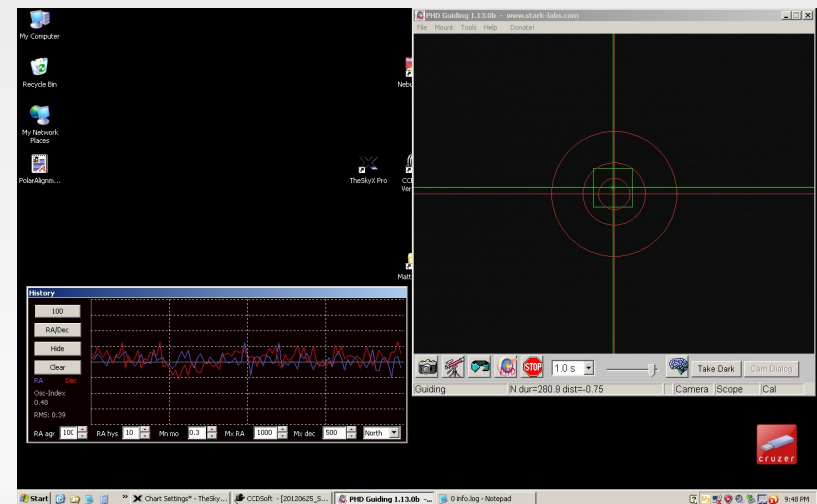 My Computer
Recycle Bin
My Network
Places
PolarAlignm...
TheSkyX Pro
PHD Guiding 1.13.0b - www.stark-labs.com
File Mount Tools Help Donate!
History
100
RA/Dec
Hide
Clear
RA Dec
Osc-Index
0.48
RMS: 0.39
RA agr 100 RA hys 10 Mn mo 0.3 Mx RA 1000 Mx dec 500 North
STOP 1.0 s Take Dark Cam Dialog
Guiding N dur=280.9 dist=-0.75 Camera Scope Cal
cruzer
Start » Chart Settings* - TheSky... CCDSoft - [20120625_S... PHD Guiding 1.13.0b -... 0 info.log - Notepad 9:48 PM